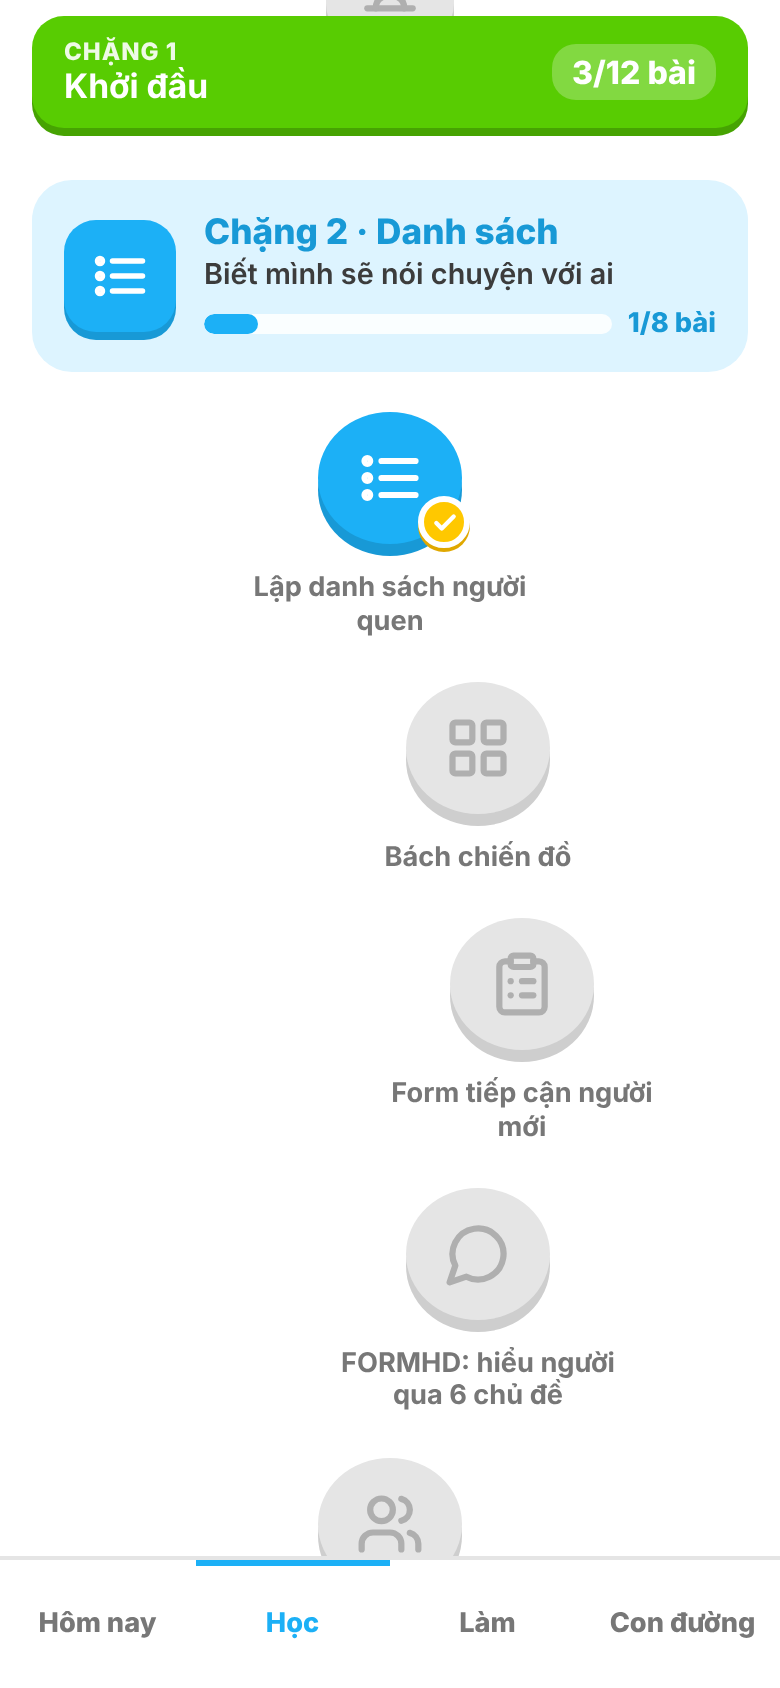 CHẶNG 1
Khởi đầu
3/12 bài
Chặng 2 · Danh sách
Biết mình sẽ nói chuyện với ai
1/8 bài
Lập danh sách người
quen
Bách chiến đồ
Form tiếp cận người
mới
FORMHD: hiểu người
qua 6 chủ đề
Hôm nay
Học
Làm
Con đường